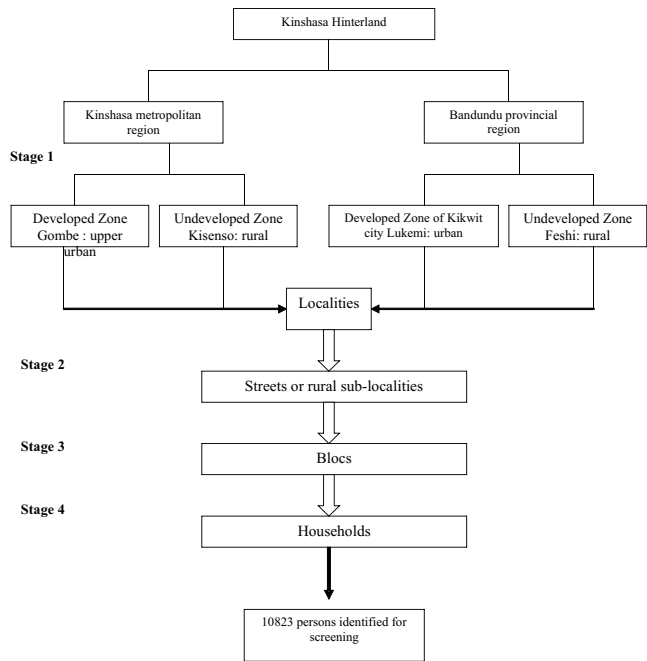 Kinshasa Hinterland
Kinshasa metropolitan
region
Bandundu provincial
region
Stage 1
Developed Zone
Gombe : upper
urban
Undeveloped Zone
Kisenso: rural
Developed Zone of Kikwit
city Lukemi: urban
Undeveloped Zone
Feshi: rural
Localities
Stage 2
Streets or rural sub-localities
Stage 3
Blocs
Stage 4
Households
10823 persons identified for
screening